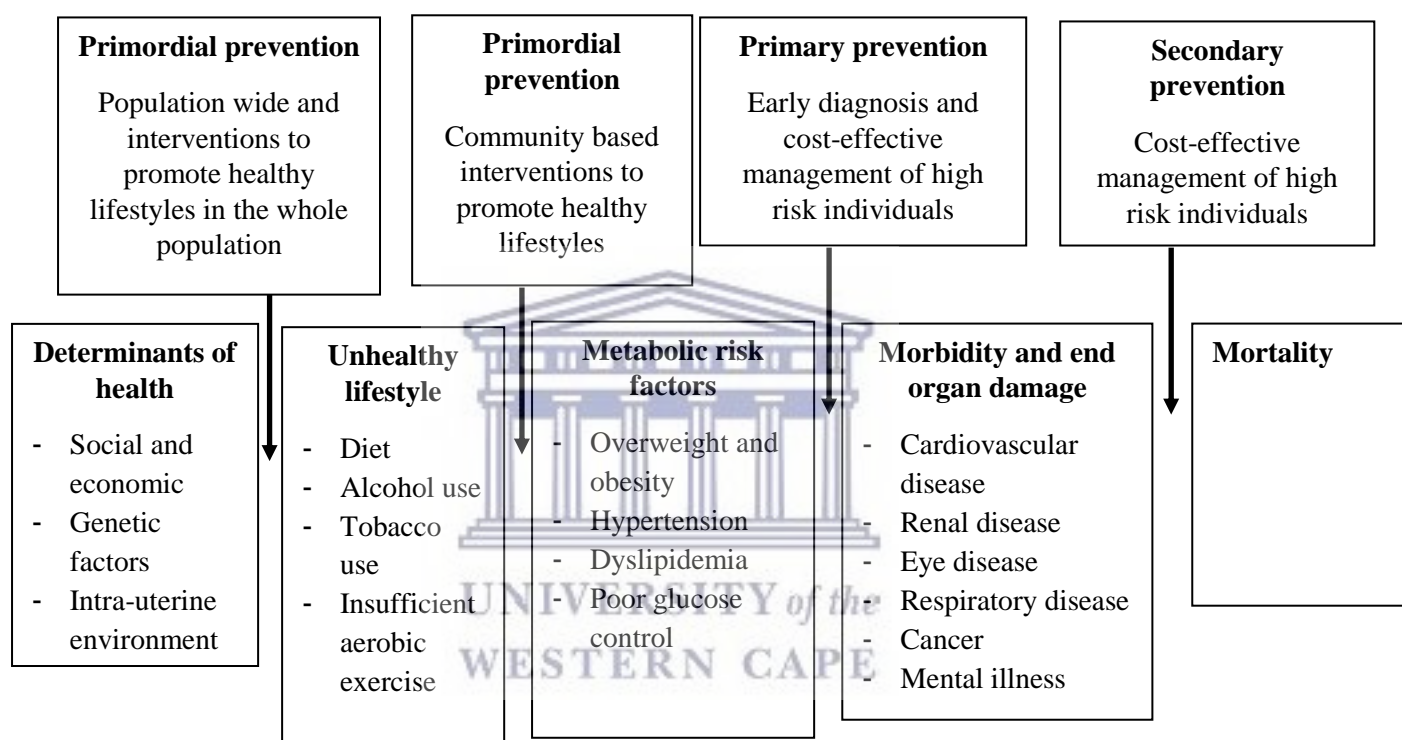 Primordial prevention
Population wide and
interventions to
promote healthy
lifestyles in the whole
population
Primordial
prevention
Community based
interventions to
promote healthy
lifestyles
Primary prevention
Early diagnosis and
cost-effective
management of high
risk individuals
Secondary
prevention
Cost-effective
management of high
risk individuals
Determinants of
health
- Social and
economic
- Genetic
factors
- Intra-uterine
environment
Unhealthy
lifestyle
- Diet
- Alcohol use
- Tobacco
use
- Insufficient
aerobic
exercise
Metabolic risk
factors
- Overweight and
obesity
- Hypertension
- Dyslipidemia
- Poor glucose
control
Morbidity and end
organ damage
- Cardiovascular
disease
- Renal disease
- Eye disease
- Respiratory disease
- Cancer
- Mental illness
Mortality
UNIVERSITY of the
WESTERN CAPE